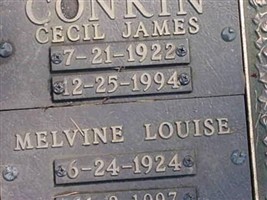 CONKIN
CECIL JAMES
7-21-1922
12-25-1994
MELVINE LOUISE
6-24-1924